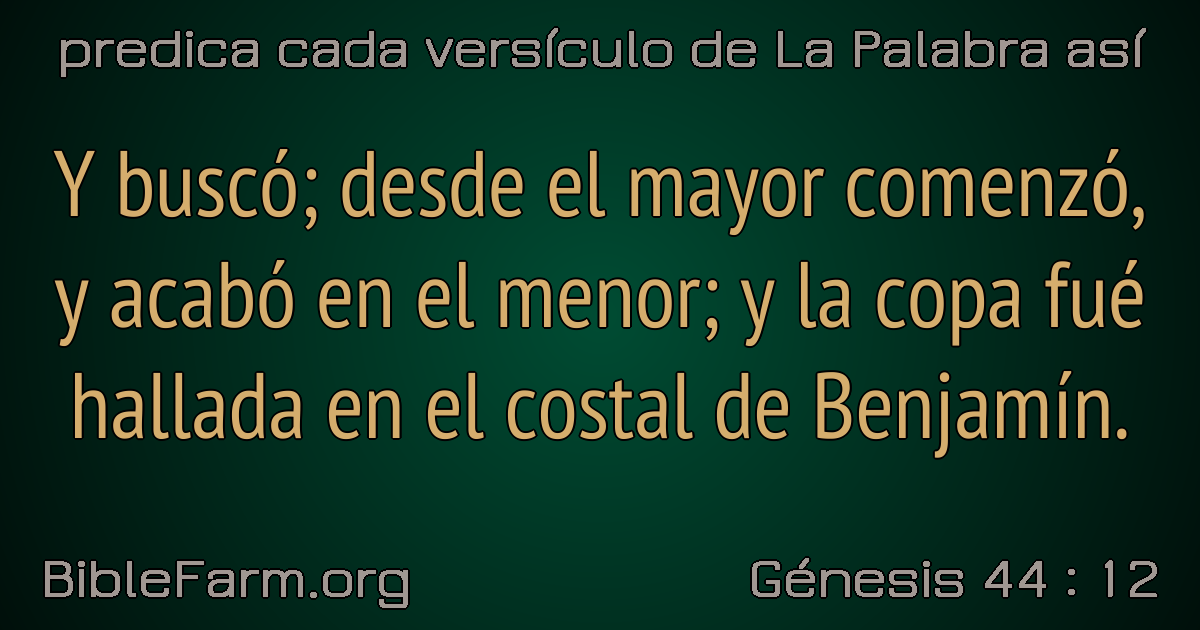 predica cada versículo de La Palabra así
Y buscó; desde el mayor comenzó,
y acabó en el menor; y la copa fué
hallada en el costal de Benjamín.
BibleFarm.org
Génesis 44 : 12